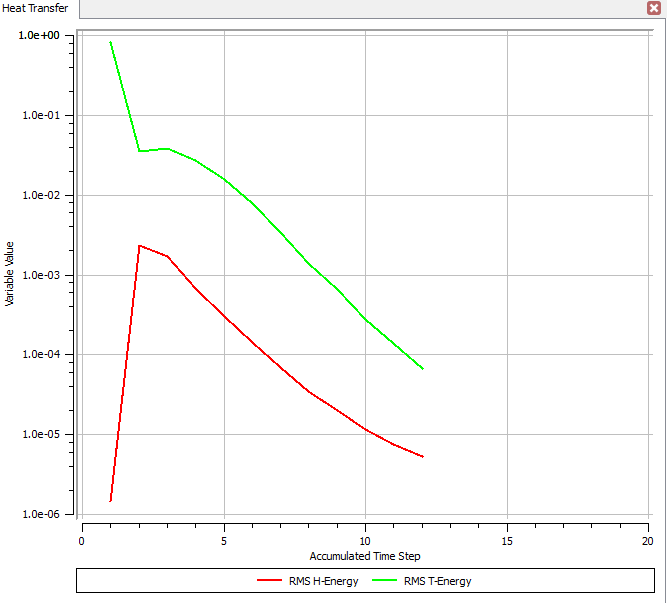 Heat Transfer
1.0e+00
1.0e-01
1.0e-02
1.0e-03
1.0e-04
1.0e-05
1.0e-06
Variable Value
0 5 10 15 20
Accumulated Time Step
RMS H-Energy RMS T-Energy